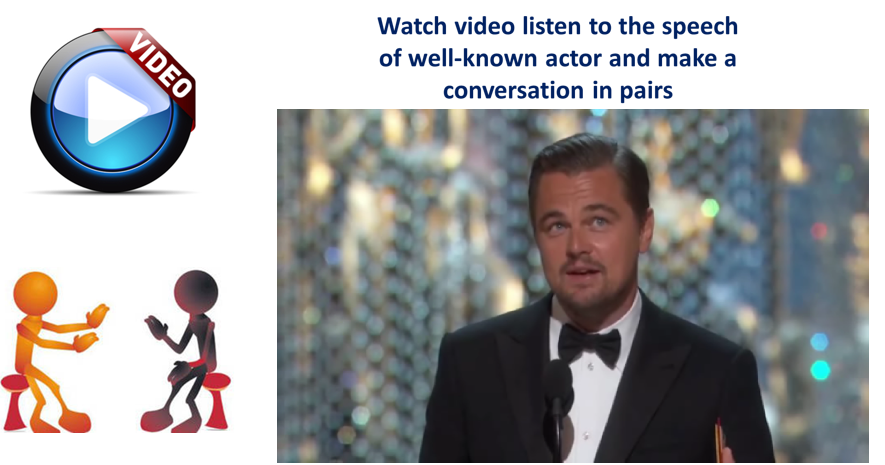 VIDEO
Watch video listen to the speech
of well-known actor and make a
conversation in pairs